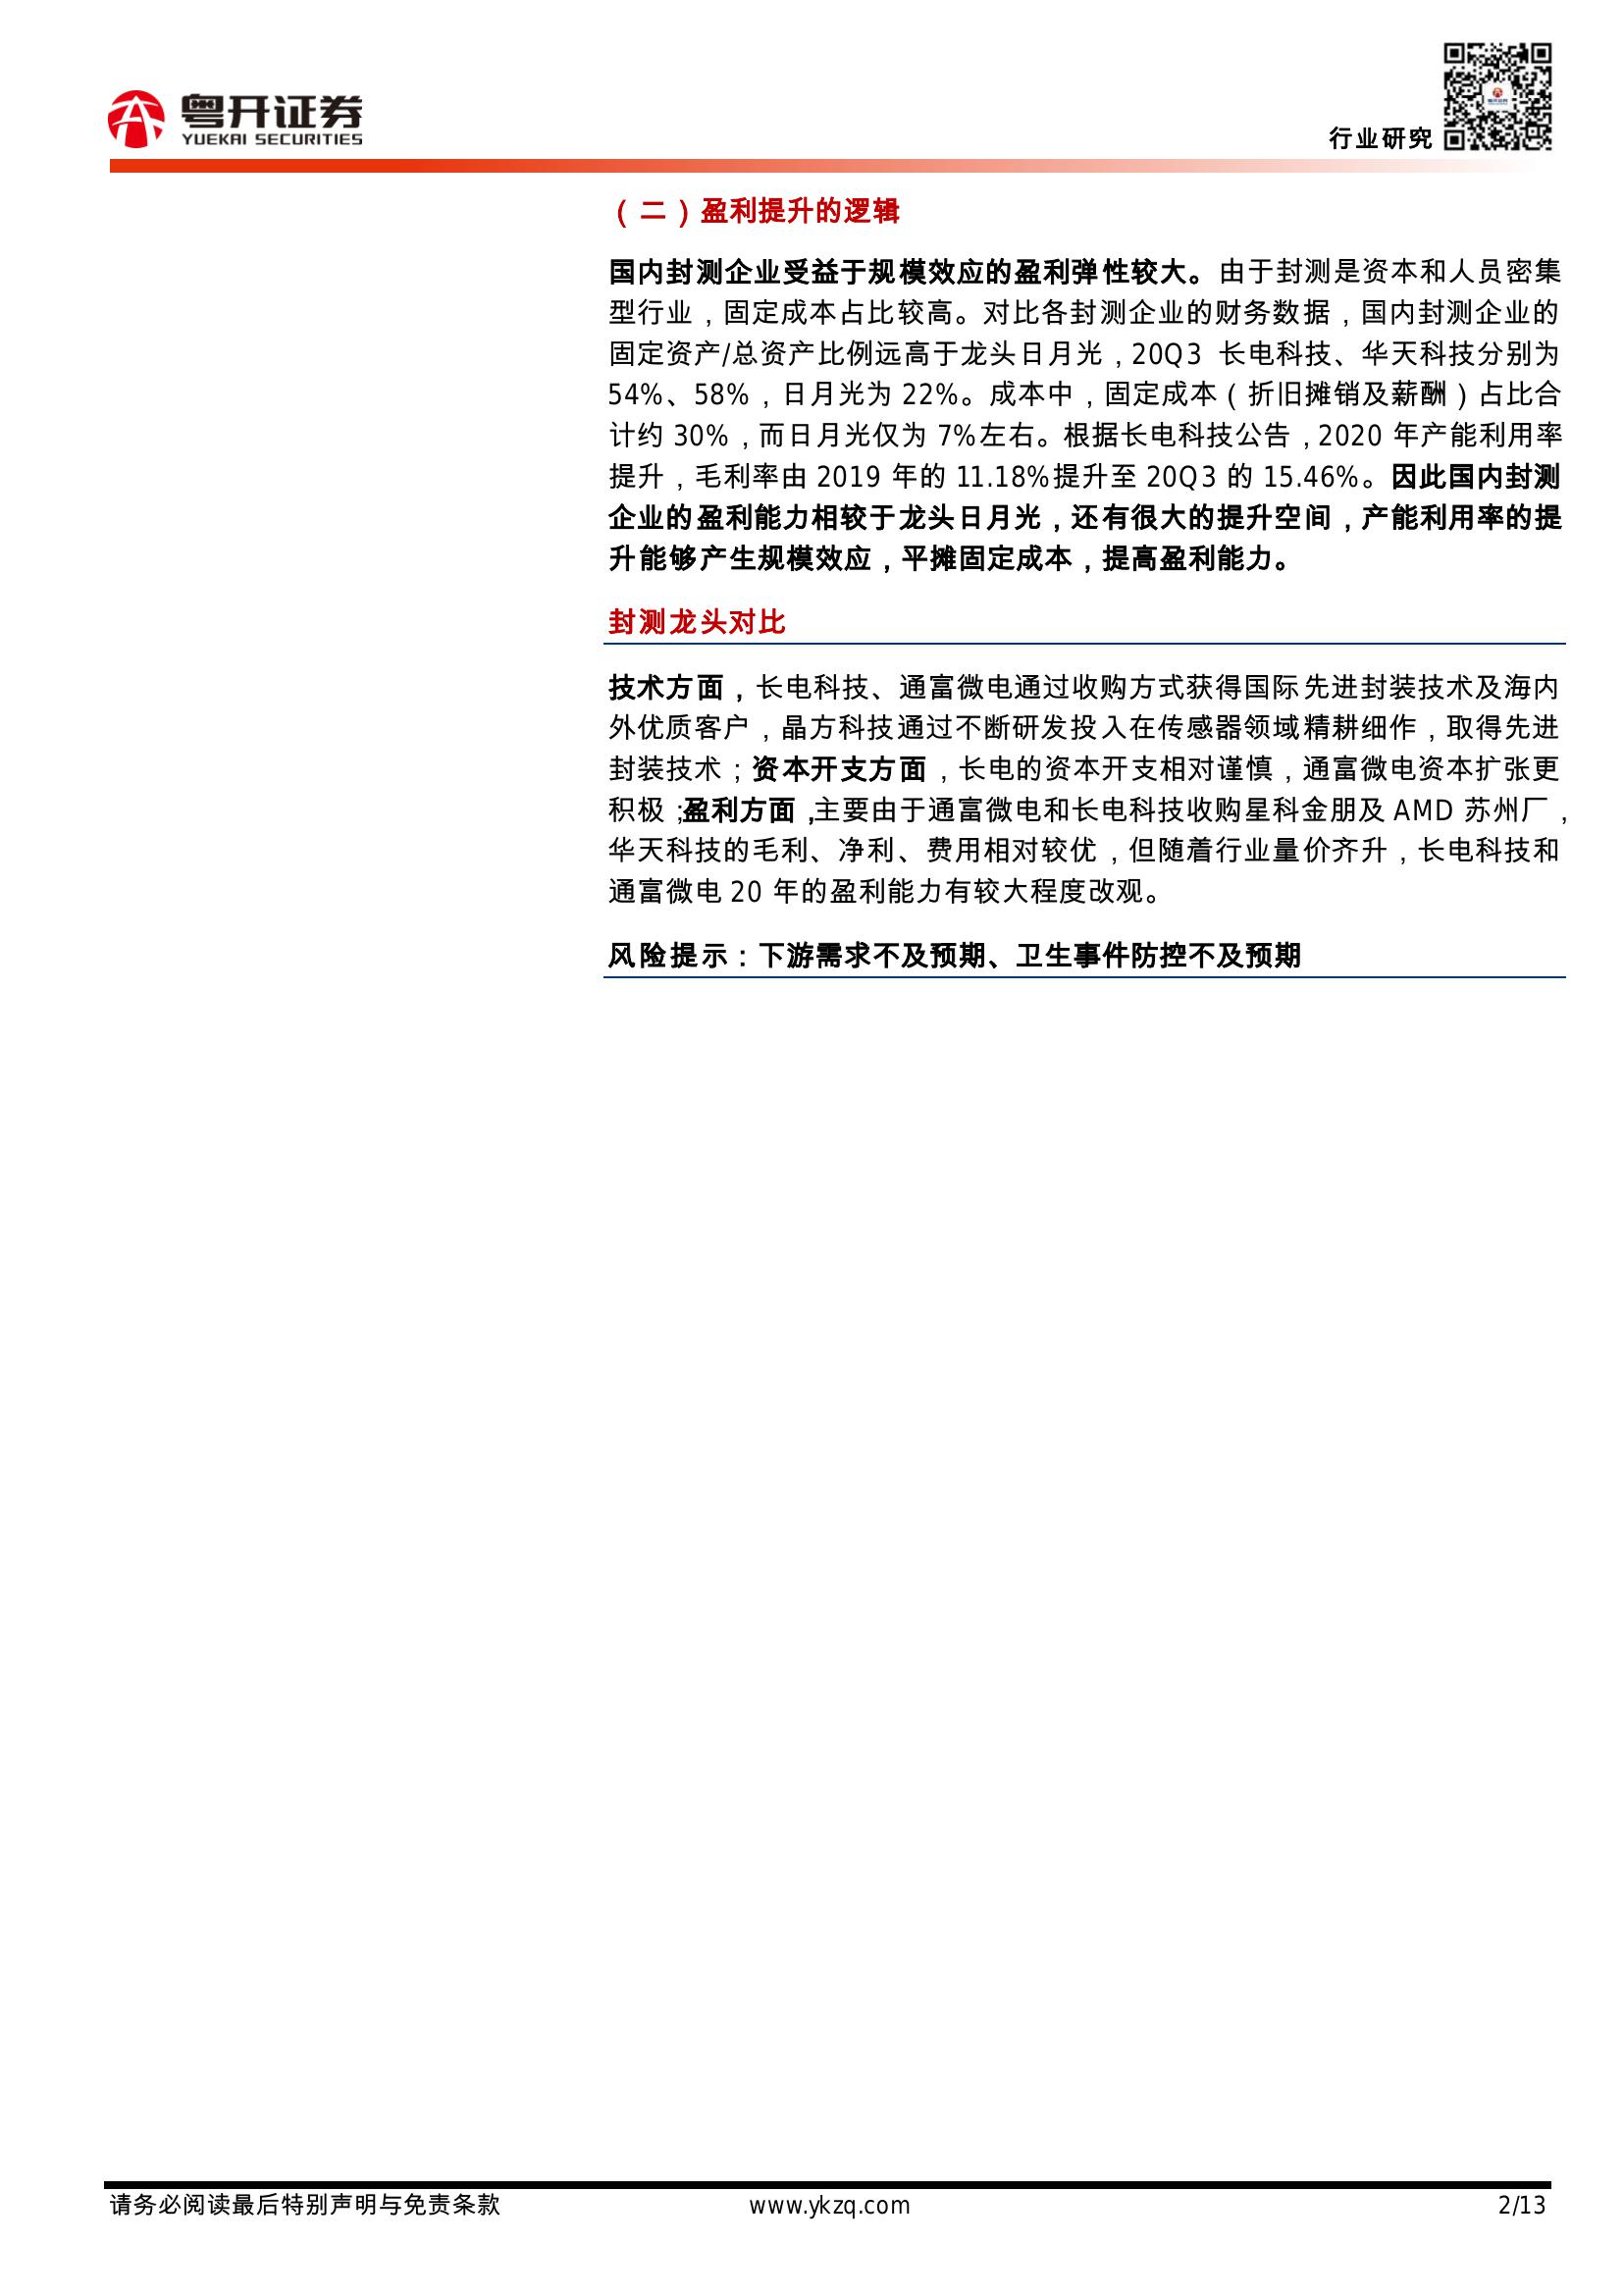 粤开证券
YUEKAI SECURITIES
行业研究
（二）盈利提升的逻辑
国内封测企业受益于规模效应的盈利弹性较大。由于封测是资本和人员密集
型行业，固定成本占比较高。对比各封测企业的财务数据，国内封测企业的
固定资产/总资产比例远高于龙头日月光，20Q3 长电科技、华天科技分别为
54%、58%，日月光为 22%。成本中，固定成本（折旧摊销及薪酬）占比合
计约 30%，而日月光仅为 7%左右。根据长电科技公告，2020 年产能利用率
提升，毛利率由 2019 年的 11.18%提升至 20Q3 的 15.46%。因此国内封测
企业的盈利能力相较于龙头日月光，还有很大的提升空间，产能利用率的提
升能够产生规模效应，平摊固定成本，提高盈利能力。
封测龙头对比
技术方面，长电科技、通富微电通过收购方式获得国际先进封装技术及海内
外优质客户，晶方科技通过不断研发投入在传感器领域精耕细作，取得先进
封装技术；资本开支方面，长电的资本开支相对谨慎，通富微电资本扩张更
积极；盈利方面，主要由于通富微电和长电科技收购星科金朋及 AMD 苏州厂，
华天科技的毛利、净利、费用相对较优，但随着行业量价齐升，长电科技和
通富微电 20 年的盈利能力有较大程度改观。
风险提示：下游需求不及预期、卫生事件防控不及预期
请务必阅读最后特别声明与免责条款
www.ykzq.com
2/13